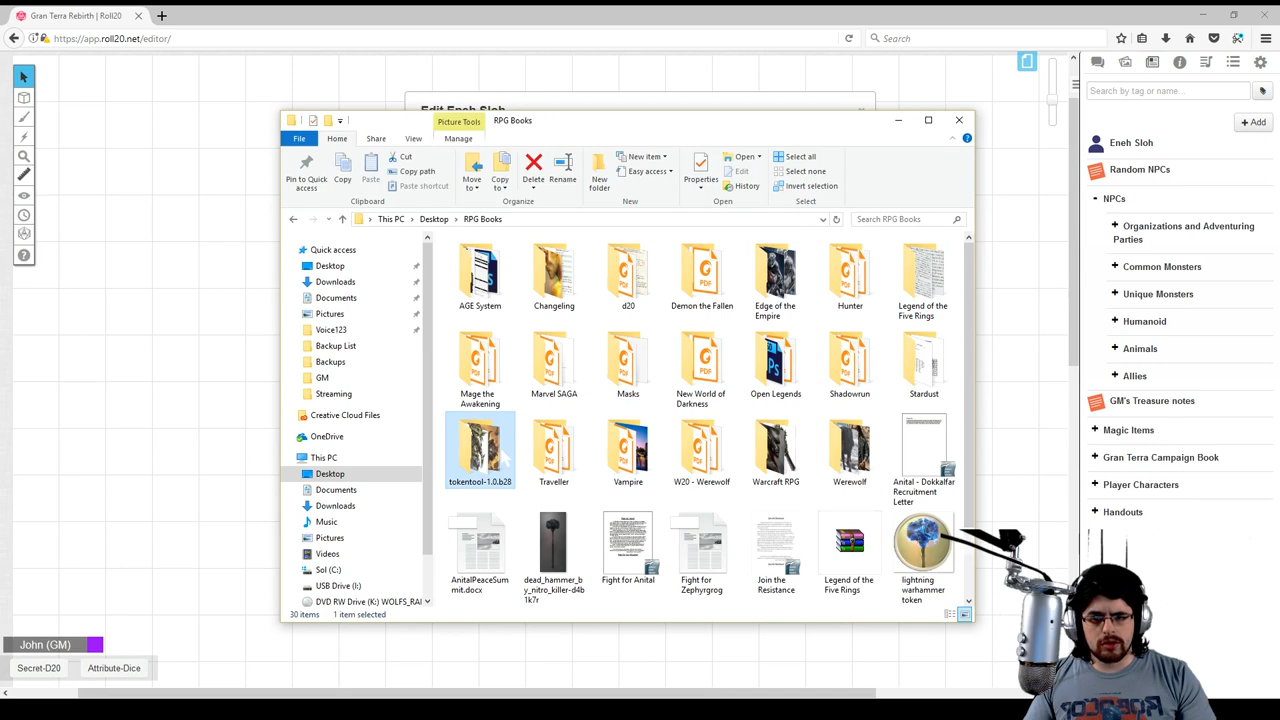 Gran Terra Rebirth | Roll20
https://app.roll20.net/editor/
Search
Edit Eneh Sloh
Picture Tools
RPG Books
File
Home
Share
View
Manage
Pin to Quick access
Copy
Paste
Cut
Copy path
Paste shortcut
Clipboard
Move to
Copy to
Delete
Rename
Organize
New folder
New item
Easy access
New
Properties
Open
Edit
History
Open
Select all
Select none
Invert selection
Select
This PC
Desktop
RPG Books
Search RPG Books
Quick access
Desktop
Downloads
Documents
Pictures
Voice123
Backup List
Backups
GM
Streaming
Creative Cloud Files
OneDrive
This PC
Desktop
Documents
Downloads
Music
Pictures
Videos
Sol (C:)
USB Drive (I:)
DVD RW Drive (K:) WOLFS_RAI
AGE System
Changeling
d20
Demon the Fallen
Edge of the Empire
Hunter
Legend of the Five Rings
Mage the Awakening
Marvel SAGA
Masks
New World of Darkness
Open Legends
Shadowrun
Stardust
tokentool-1.0.b28
Traveller
Vampire
W20 - Werewolf
Warcraft RPG
Werewolf
Anital - Dokkalfar Recruitment Letter
AnitalPeaceSummit.docx
dead_hammer_by_nitro_killer-d4b1k7r
Fight for Anital
Fight for Zephyrgrog
Join the Resistance
Legend of the Five Rings
lightning warhammer token
30 items
1 item selected
Search by tag or name...
+ Add
Eneh Sloh
Random NPCs
NPCs
Organizations and Adventuring Parties
Common Monsters
Unique Monsters
Humanoid
Animals
Allies
GM's Treasure notes
Magic Items
Gran Terra Campaign Book
Player Characters
Handouts
John (GM)
Secret-D20
Attribute-Dice